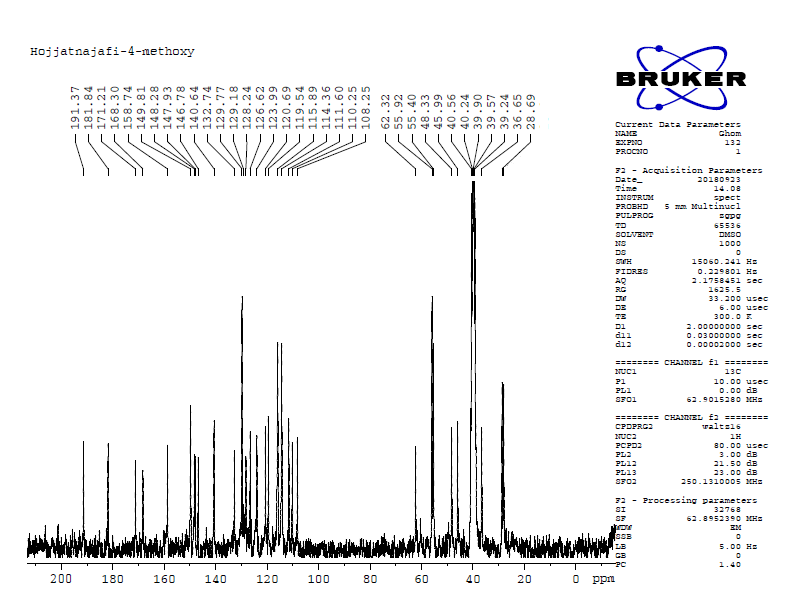 Hojjatnajafi-4-methoxy
191.37
181.84
171.21
168.30
158.74
149.81
148.28
147.93
146.78
140.64
132.74
129.77
129.18
128.24
126.62
123.99
120.69
119.54
115.89
114.36
111.60
110.25
108.25
62.32
55.92
55.40
48.33
45.99
40.56
40.24
39.90
39.57
39.24
36.65
28.69
BRUKER
Current Data Parameters
NAME Ghom
EXPNO 132
PROCNO 1
F2 - Acquisition Parameters
Date_ 20180923
Time 14.08
INSTRUM spect
PROBHD 5 mm Multinucl
PULPROG zgpg
TD 65536
SOLVENT DMSO
NS 1000
DS 0
SWH 15060.241 Hz
FIDRES 0.229801 Hz
AQ 2.1758451 sec
RG 1625.5
DW 33.200 usec
DE 6.00 usec
TE 300.0 K
D1 2.00000000 sec
d11 0.03000000 sec
d12 0.00002000 sec
======== CHANNEL f1 ========
NUC1 13C
P1 10.00 usec
PL1 0.00 dB
SFO1 62.9015280 MHz
======== CHANNEL f2 ========
CPDPRG2 waltz16
NUC2 1H
PCPD2 80.00 usec
PL2 3.00 dB
PL12 21.50 dB
PL13 23.00 dB
SFO2 250.1310005 MHz
F2 - Processing parameters
SI 32768
SF 62.8952390 MHz
WDW EM
SSB 0
LB 5.00 Hz
GB 0
PC 1.40
200 180 160 140 120 100 80 60 40 20 0 ppm